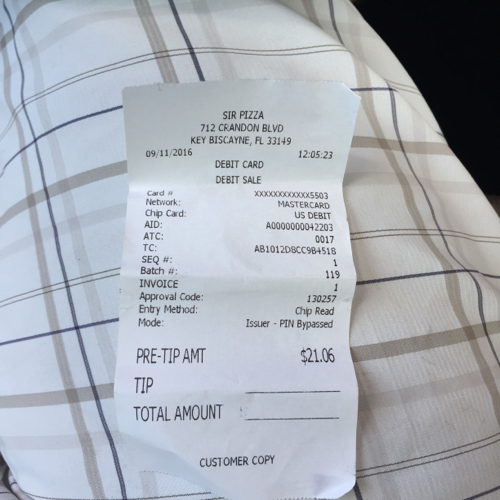 SIR PIZZA
712 CRANDON BLVD
KEY BISCAYNE, FL 33149
09/11/2016 12:05:23
DEBIT CARD
DEBIT SALE
Card # XXXXXXXXXXXX5503
Network: MASTERCARD
Chip Card: US DEBIT
AID: A0000000042203
ATC: 0017
TC: AB1012D8CC9B4518
SEQ #: 1
Batch #: 119
INVOICE 1
Approval Code: 130257
Entry Method: Chip Read
Mode: Issuer - PIN Bypassed
PRE-TIP AMT $21.06
TIP
TOTAL AMOUNT
CUSTOMER COPY